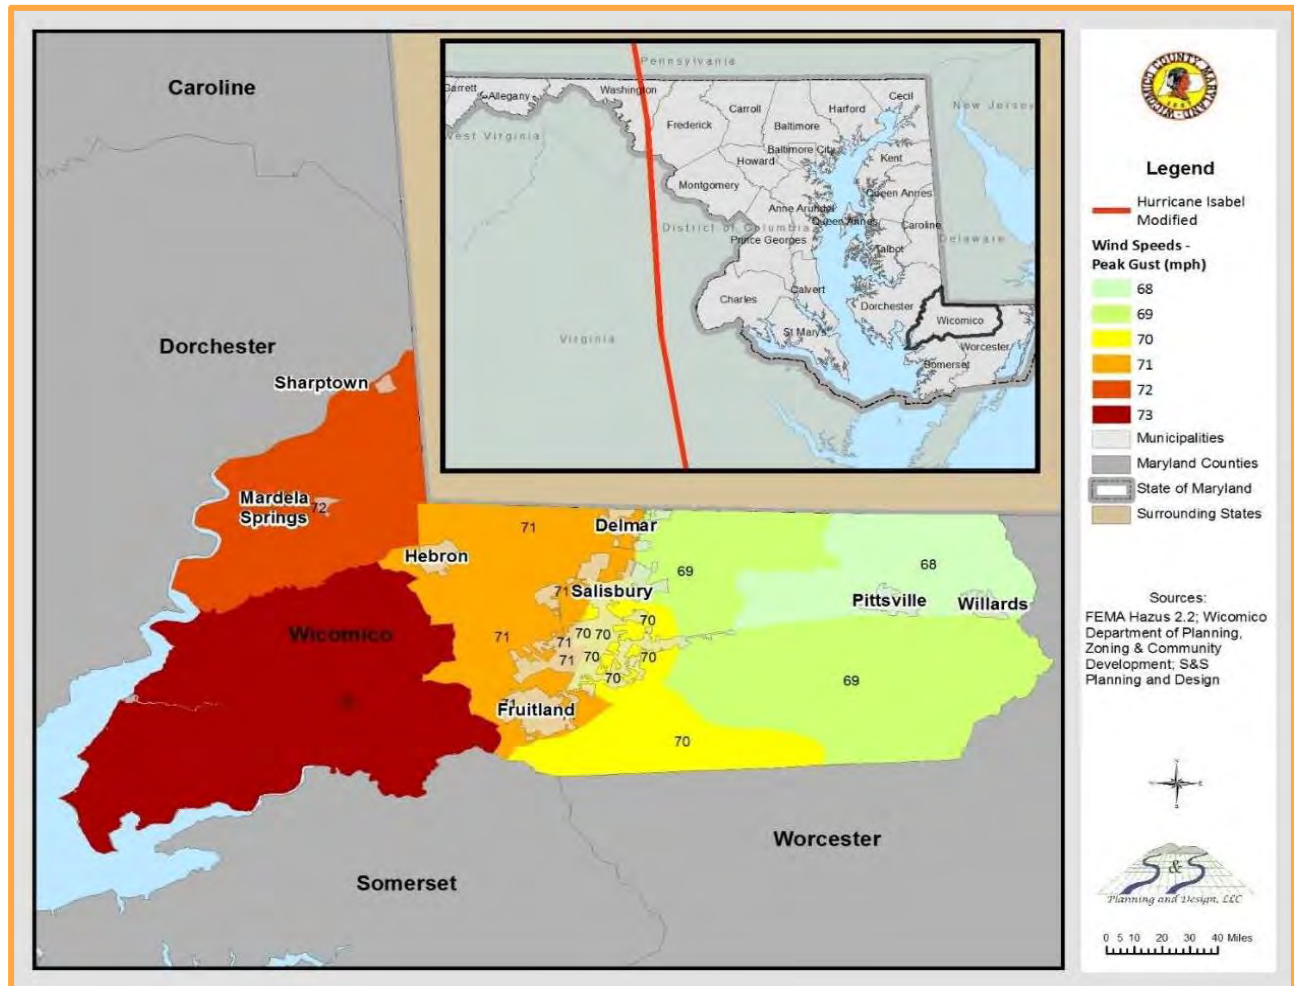 Caroline
Dorchester
Sharptown
Mardela
Springs
72
Hebron
71
Delmar
69
68
71
Salisbury
Pittsville
Willards
Wicomico
71
70
70
70
71
71
70
70
70
69
71
Fruitland
70
Worcester
Somerset
Pennsylvania
Garrett
Allegany
Washington
Frederick
Carroll
Baltimore
Harford
Cecil
New Jersey
West Virginia
Baltimore City
Howard
Kent
Montgomery
Queen Annes
Anne Arundel
Queen Annes
District of Columbia
Prince Georges
Caroline
Talbot
Delaware
Calvert
Charles
Dorchester
Wicomico
St Mary's
Virginia
Worcester
Somerset
WICOMICO COUNTY MARYLAND
1867
Legend
Hurricane Isabel
Modified
Wind Speeds -
Peak Gust (mph)
68
69
70
71
72
73
Municipalities
Maryland Counties
State of Maryland
Surrounding States
Sources:
FEMA Hazus 2.2; Wicomico
Department of Planning,
Zoning & Community
Development; S&S
Planning and Design
S&S
Planning and Design, LLC
0 5 10 20 30 40 Miles